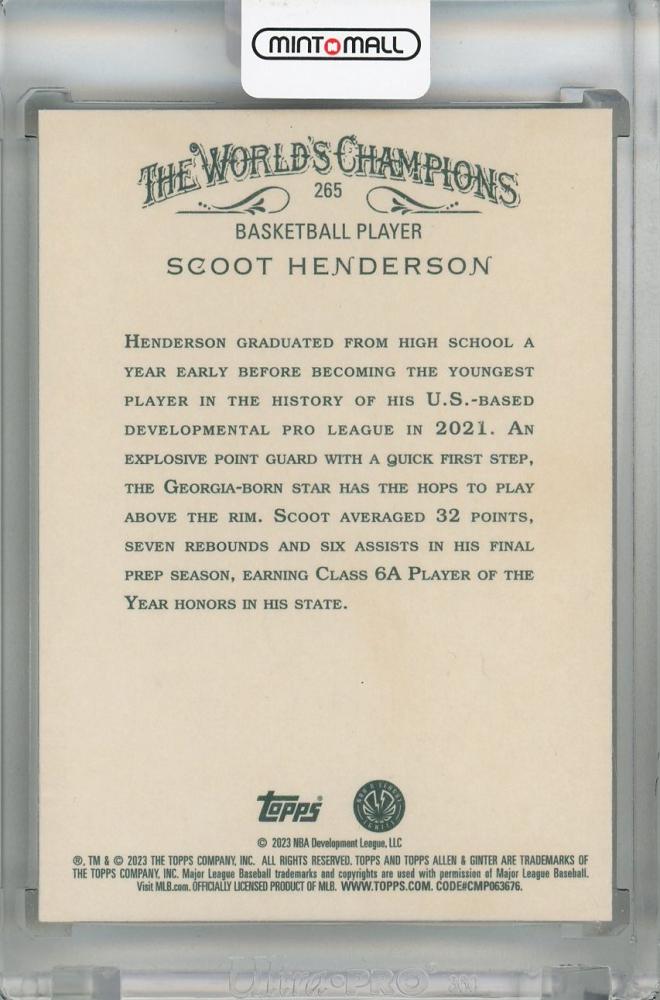 MINT MALL
THE WORLD'S CHAMPIONS
265
BASKETBALL PLAYER
SCOOT HENDERSON
HENDERSON GRADUATED FROM HIGH SCHOOL A
YEAR EARLY BEFORE BECOMING THE YOUNGEST
PLAYER IN THE HISTORY OF HIS U.S.-BASED
DEVELOPMENTAL PRO LEAGUE IN 2021. AN
EXPLOSIVE POINT GUARD WITH A QUICK FIRST STEP,
THE GEORGIA-BORN STAR HAS THE HOPS TO PLAY
ABOVE THE RIM. SCOOT AVERAGED 32 POINTS,
SEVEN REBOUNDS AND SIX ASSISTS IN HIS FINAL
PREP SEASON, EARNING CLASS 6A PLAYER OF THE
YEAR HONORS IN HIS STATE.
topps®
IGNITE
© 2023 NBA Development League, LLC
®, TM & © 2023 THE TOPPS COMPANY, INC. ALL RIGHTS RESERVED. TOPPS AND TOPPS ALLEN & GINTER ARE TRADEMARKS OF
THE TOPPS COMPANY, INC. Major League Baseball trademarks and copyrights are used with permission of Major League Baseball.
Visit MLB.com. OFFICIALLY LICENSED PRODUCT OF MLB. WWW.TOPPS.COM. CODE#CMP063676.
Ultra·PRO